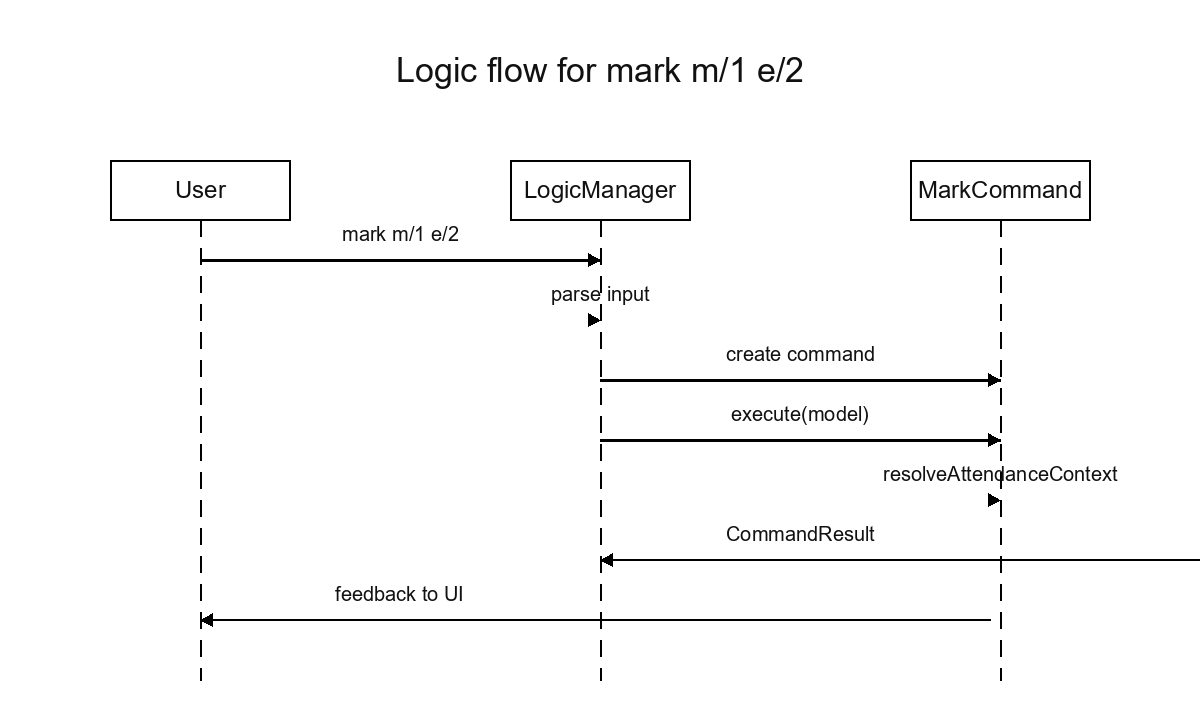 Logic flow for mark m/1 e/2
User
LogicManager
MarkCommand
mark m/1 e/2
parse input
create command
execute(model)
resolveAttendanceContext
CommandResult
feedback to UI